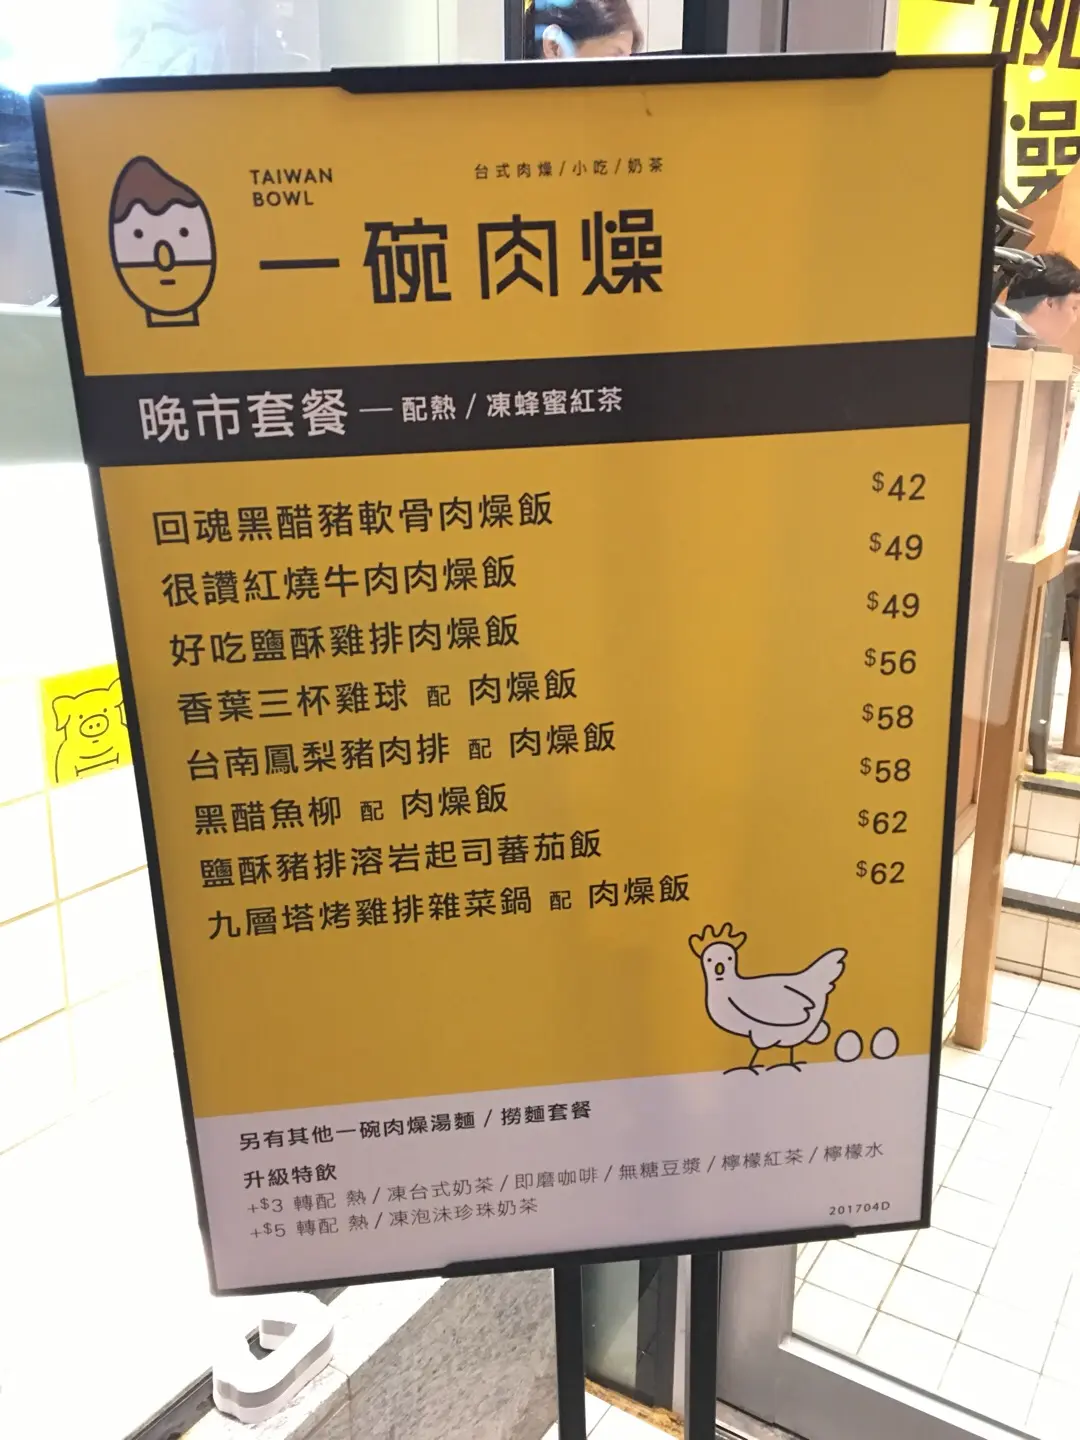 TAIWAN
BOWL
台式肉燥/小吃/奶茶
一碗肉燥
晚市套餐 — 配熱 / 凍蜂蜜紅茶
回魂黑醋豬軟骨肉燥飯 $42
很讚紅燒牛肉肉燥飯 $49
好吃鹽酥雞排肉燥飯 $49
香葉三杯雞球 配 肉燥飯 $56
台南鳳梨豬肉排 配 肉燥飯 $58
黑醋魚柳 配 肉燥飯 $58
鹽酥豬排溶岩起司蕃茄飯 $62
九層塔烤雞排雜菜鍋 配 肉燥飯 $62
另有其他一碗肉燥湯麵 / 撈麵套餐
升級特飲
+$3 轉配 熱 / 凍台式奶茶 / 即磨咖啡 / 無糖豆漿 / 檸檬紅茶 / 檸檬水
+$5 轉配 熱 / 凍泡沫珍珠奶茶
201704D